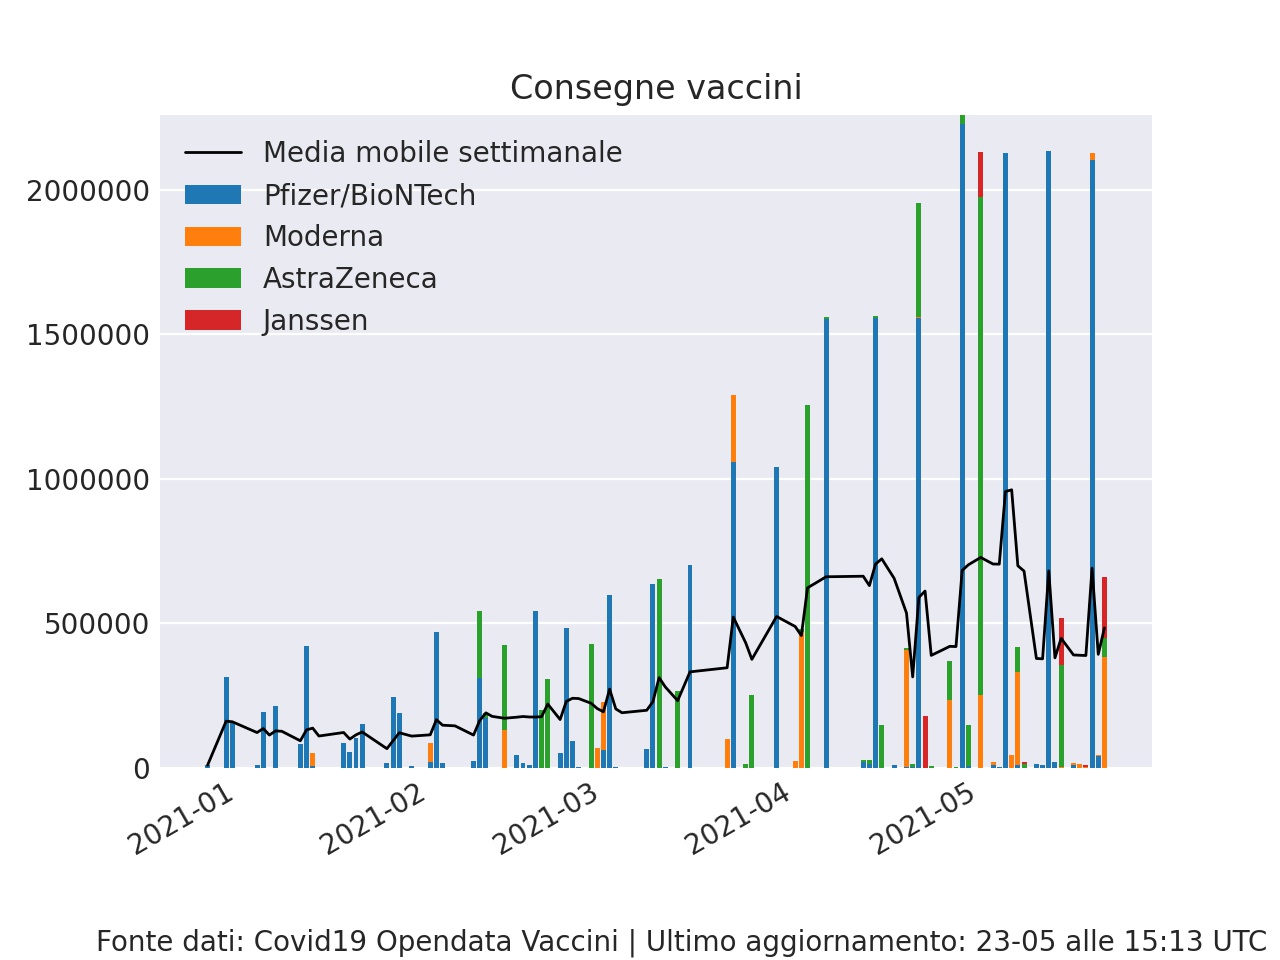 Consegne vaccini
Media mobile settimanale
Pfizer/BioNTech
Moderna
AstraZeneca
Janssen
2000000
1500000
1000000
500000
0
2021-01
2021-02
2021-03
2021-04
2021-05
Fonte dati: Covid19 Opendata Vaccini | Ultimo aggiornamento: 23-05 alle 15:13 UTC